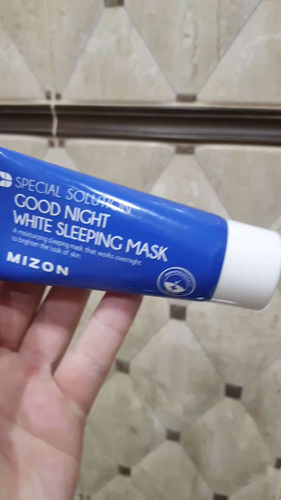 SPECIAL SOLUTION
GOOD NIGHT
WHITE SLEEPING MASK
A moisturizing sleeping mask that works overnight
to brighten the look of skin
MIZON